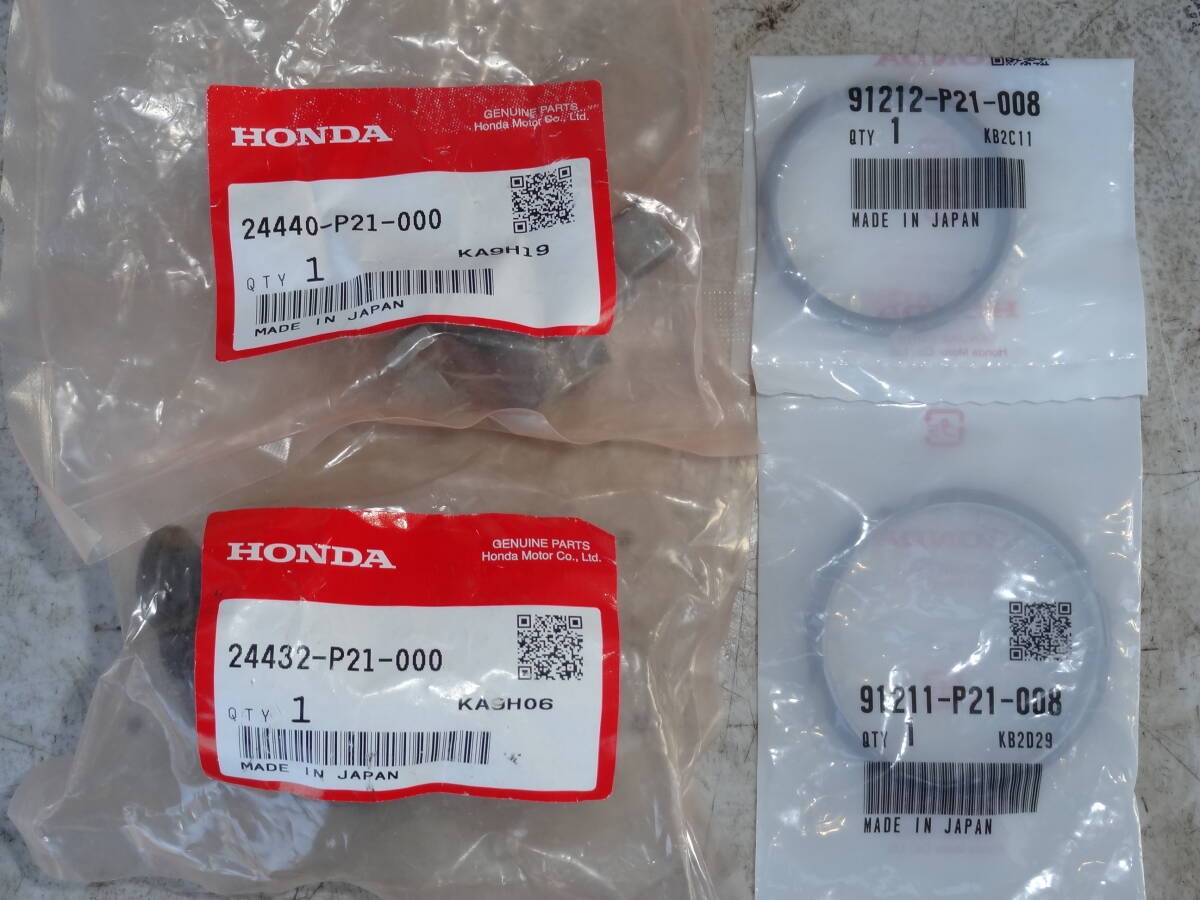 HONDA
GENUINE PARTS
Honda Motor Co., Ltd.
24440-P21-000
KA9H19
QTY 1
MADE IN JAPAN
HONDA
91212-P21-008
QTY 1 KB2C11
MADE IN JAPAN
HONDA
GENUINE PARTS
Honda Motor Co., Ltd.
24432-P21-000
KA9H06
QTY 1
MADE IN JAPAN
91211-P21-008
QTY 1 KB2D29
MADE IN JAPAN